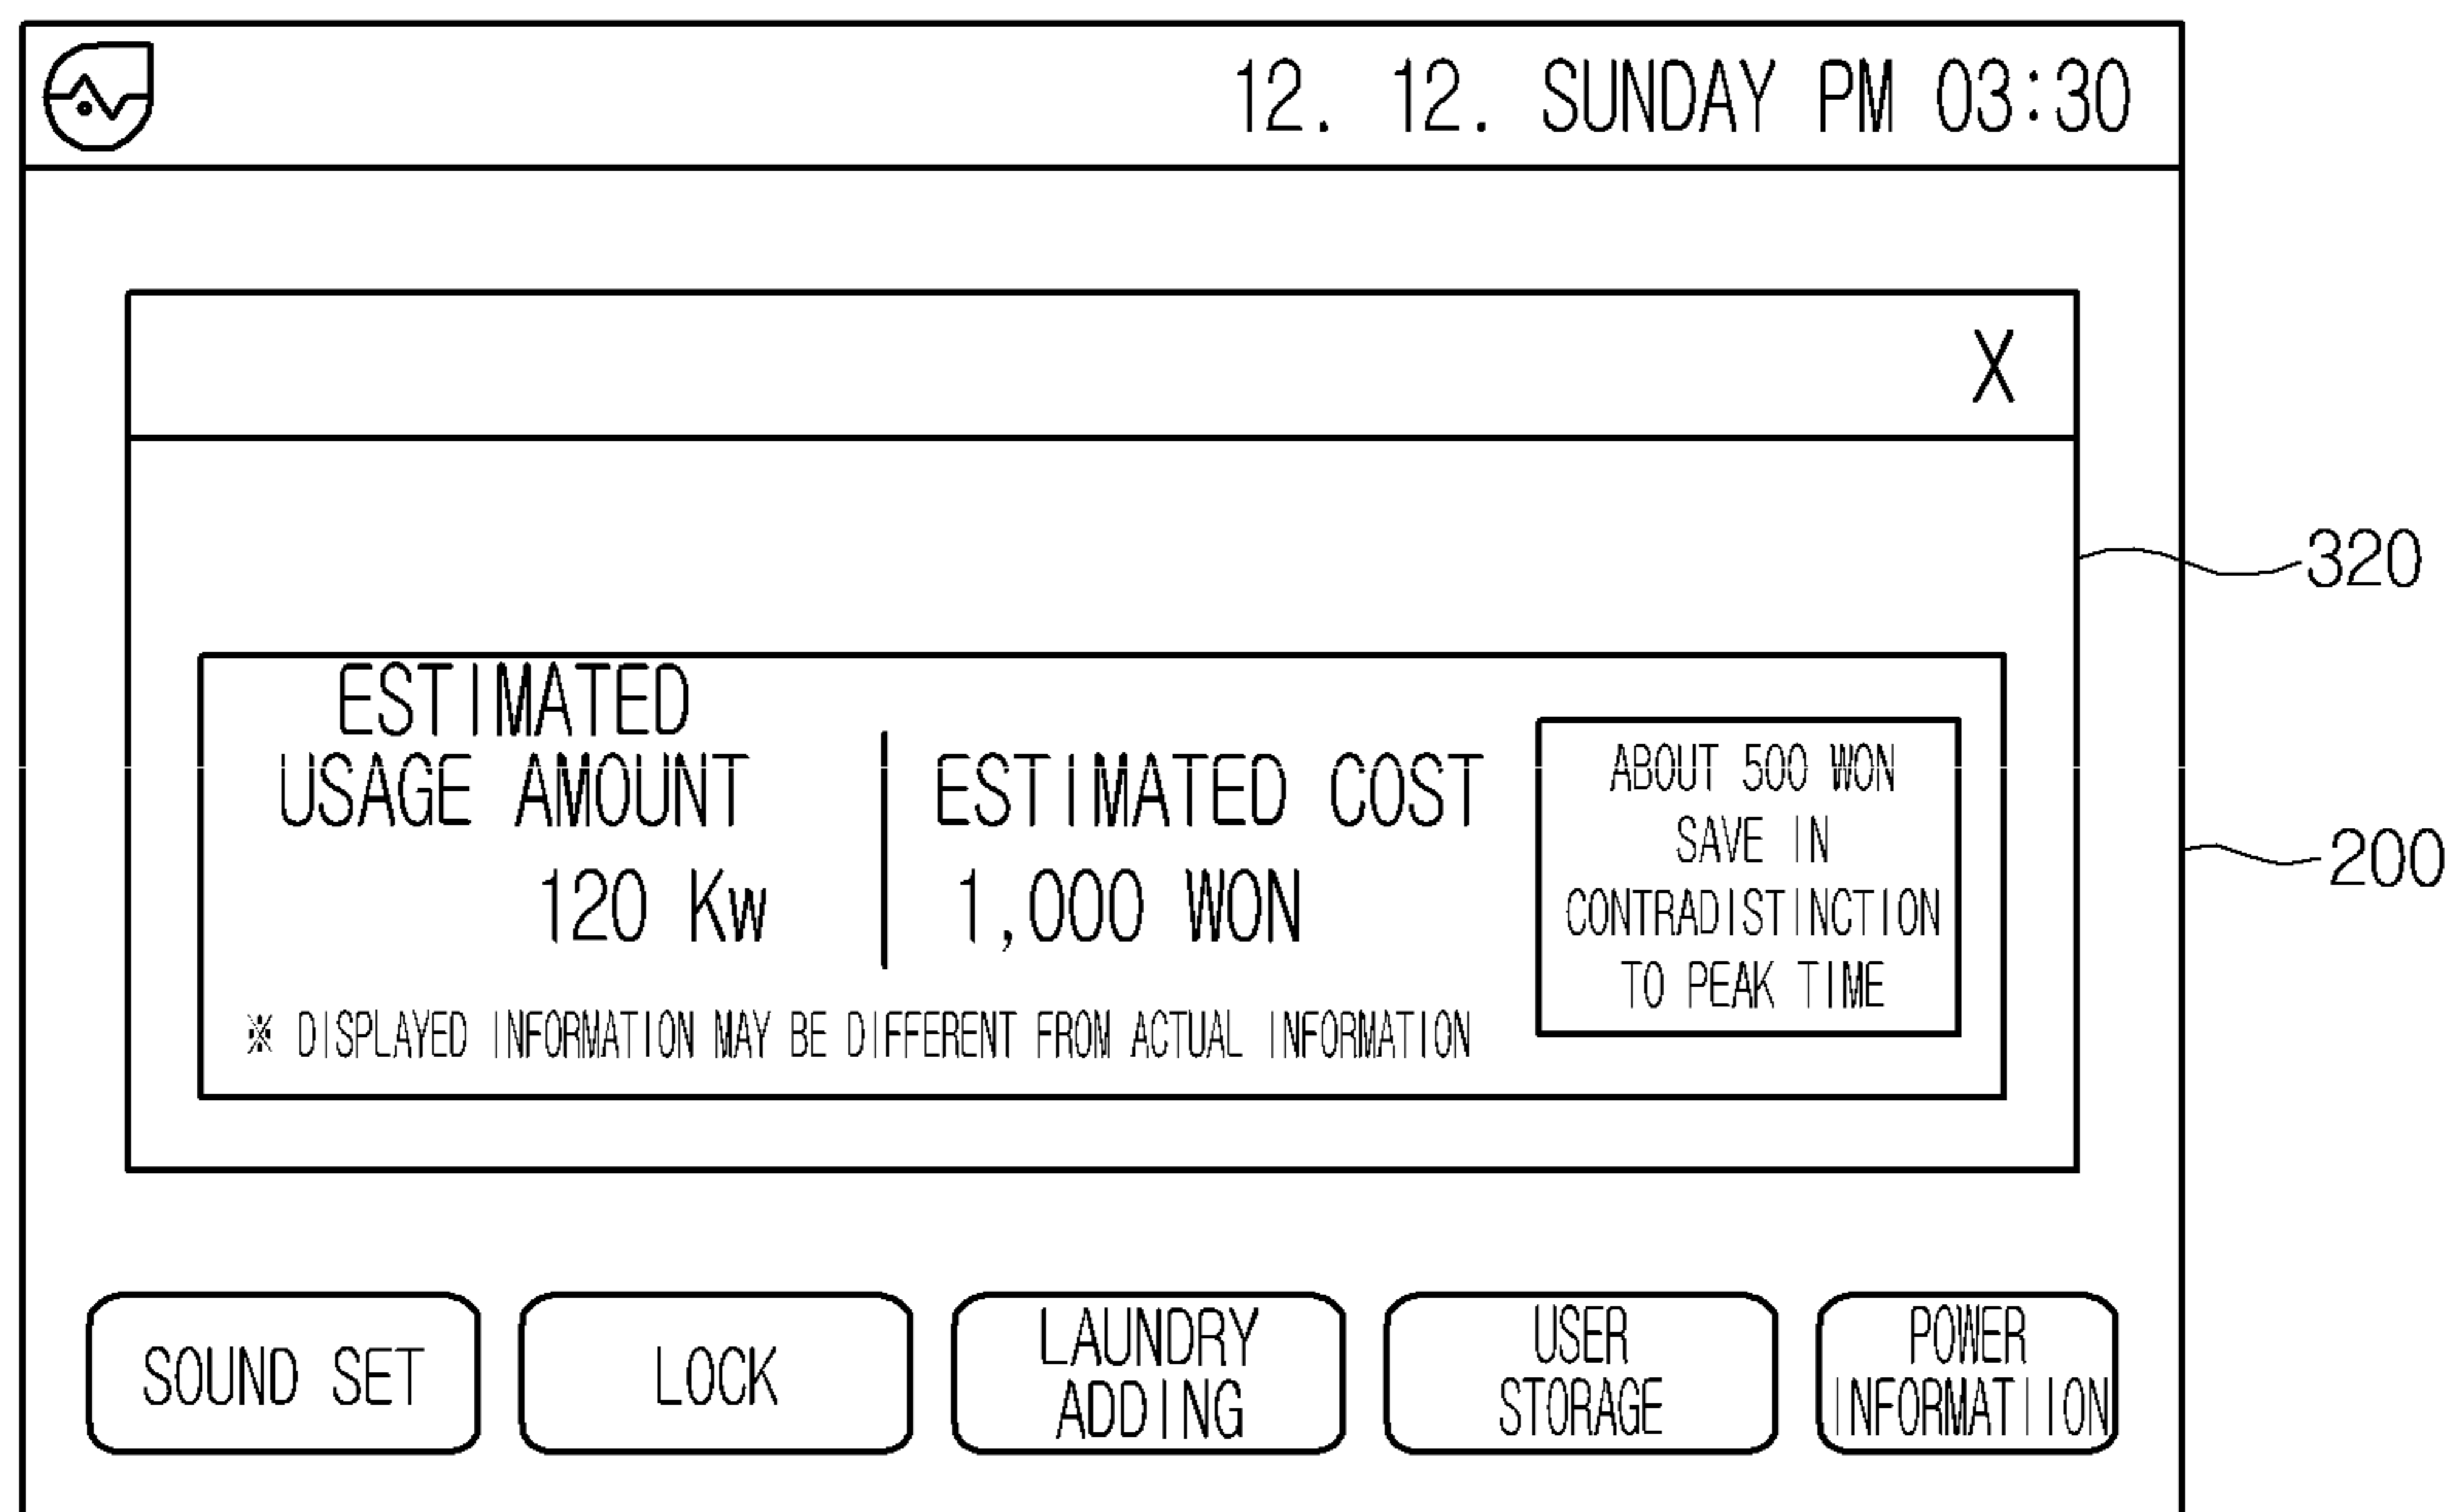 12. 12. SUNDAY PM 03:30
X
320
ESTIMATED
USAGE AMOUNT
120 Kw
ESTIMATED COST
1,000 WON
ABOUT 500 WON
SAVE IN
CONTRADISTINCTION
TO PEAK TIME
200
※ DISPLAYED INFORMATION MAY BE DIFFERENT FROM ACTUAL INFORMATION
SOUND SET
LOCK
LAUNDRY
ADDING
USER
STORAGE
POWER
INFORMATIION